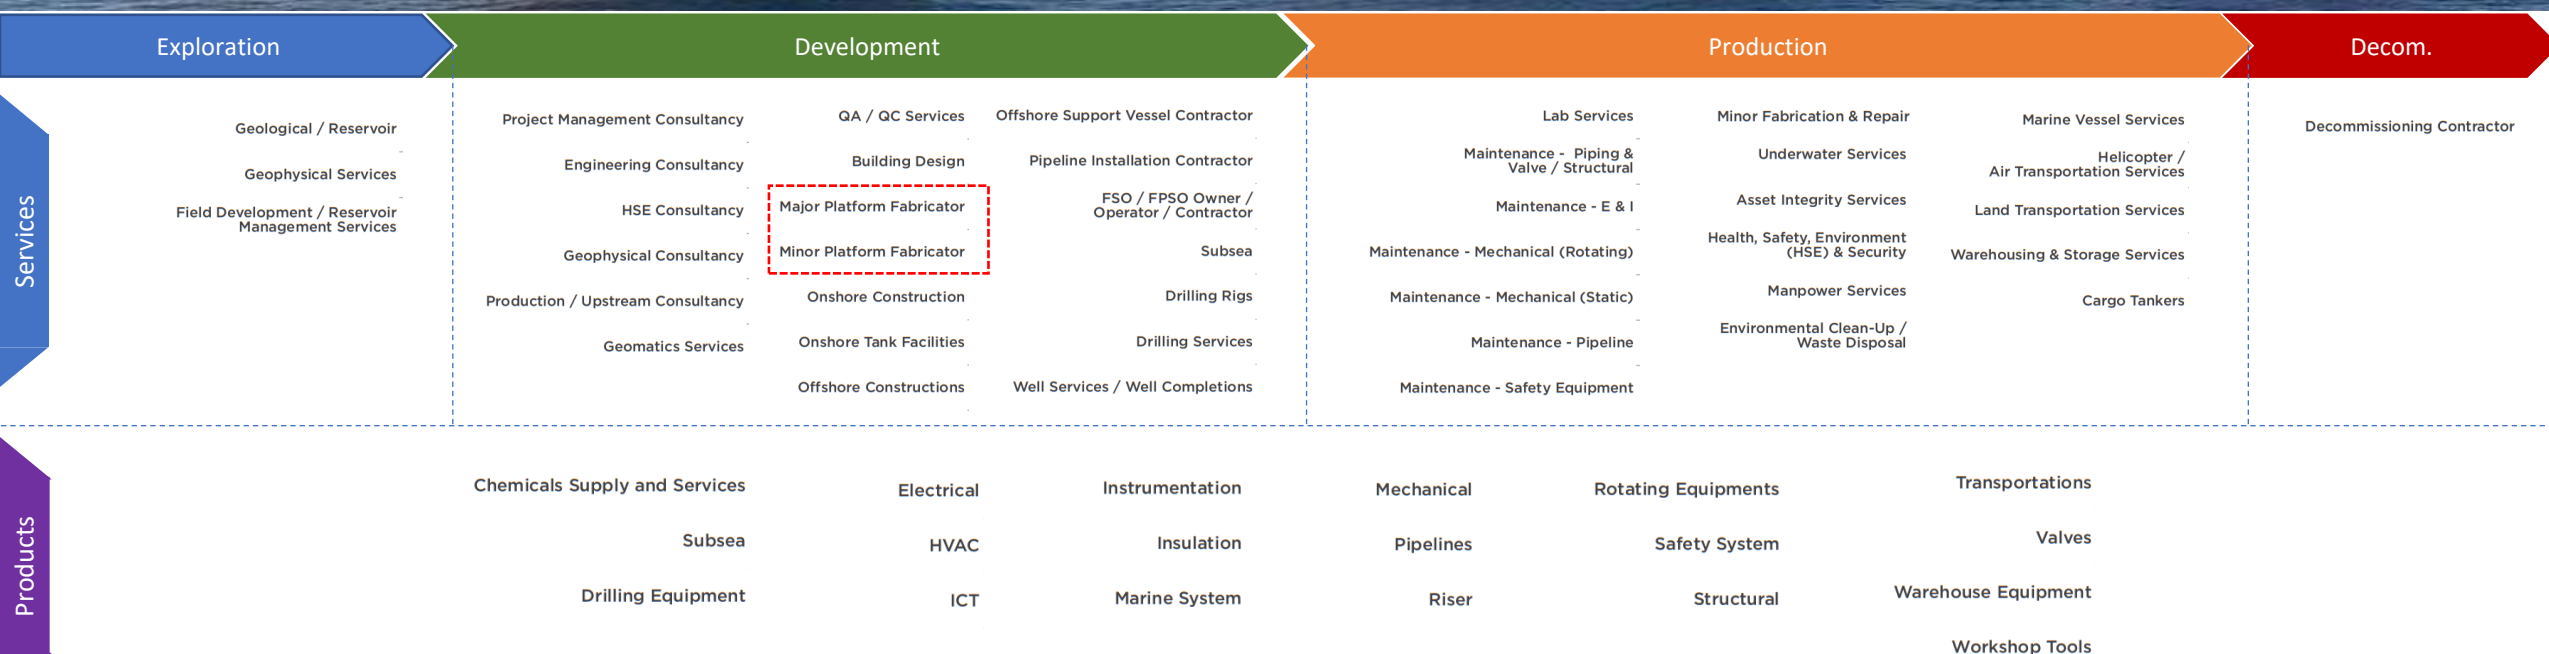 Exploration
Development
Production
Decom.
Services
Geological / Reservoir
Geophysical Services
Field Development / Reservoir
Management Services
Project Management Consultancy
Engineering Consultancy
HSE Consultancy
Geophysical Consultancy
Production / Upstream Consultancy
Geomatics Services
QA / QC Services
Building Design
Major Platform Fabricator
Minor Platform Fabricator
Onshore Construction
Onshore Tank Facilities
Offshore Constructions
Offshore Support Vessel Contractor
Pipeline Installation Contractor
FSO / FPSO Owner /
Operator / Contractor
Subsea
Drilling Rigs
Drilling Services
Well Services / Well Completions
Lab Services
Maintenance - Piping &
Valve / Structural
Maintenance - E & I
Maintenance - Mechanical (Rotating)
Maintenance - Mechanical (Static)
Maintenance - Pipeline
Maintenance - Safety Equipment
Minor Fabrication & Repair
Underwater Services
Asset Integrity Services
Health, Safety, Environment
(HSE) & Security
Manpower Services
Environmental Clean-Up /
Waste Disposal
Marine Vessel Services
Helicopter /
Air Transportation Services
Land Transportation Services
Warehousing & Storage Services
Cargo Tankers
Decommissioning Contractor
Products
Chemicals Supply and Services
Subsea
Drilling Equipment
Electrical
HVAC
ICT
Instrumentation
Insulation
Marine System
Mechanical
Pipelines
Riser
Rotating Equipments
Safety System
Structural
Transportations
Valves
Warehouse Equipment
Workshop Tools